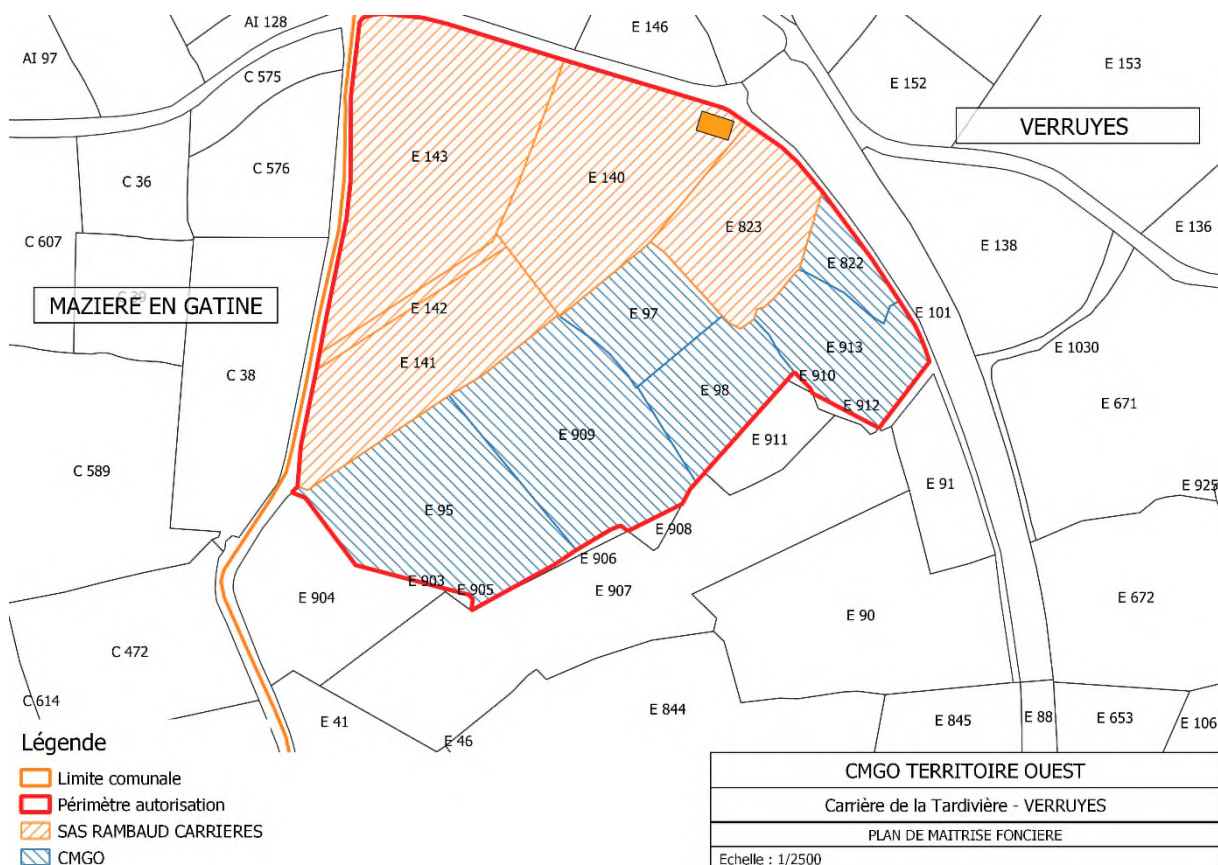 AI 128
E 146
AI 97
C 575
E 152
E 153
VERRUYES
E 143
C 576
E 140
C 36
E 823
E 136
C 607
E 138
E 822
MAZIERE EN GATINE
E 142
E 97
E 101
E 913
E 1030
E 141
C 38
E 910
E 98
E 912
E 671
E 909
E 911
C 589
E 91
E 925
E 95
E 908
E 906
E 903
E 905
E 907
E 904
E 672
E 90
C 472
C 614
E 844
E 41
E 845
E 88
E 653
E 106
E 46
Légende
Limite comunale
Périmètre autorisation
SAS RAMBAUD CARRIERES
CMGO
CMGO TERRITOIRE OUEST
Carrière de la Tardivière - VERRUYES
PLAN DE MAITRISE FONCIERE
Echelle : 1/2500